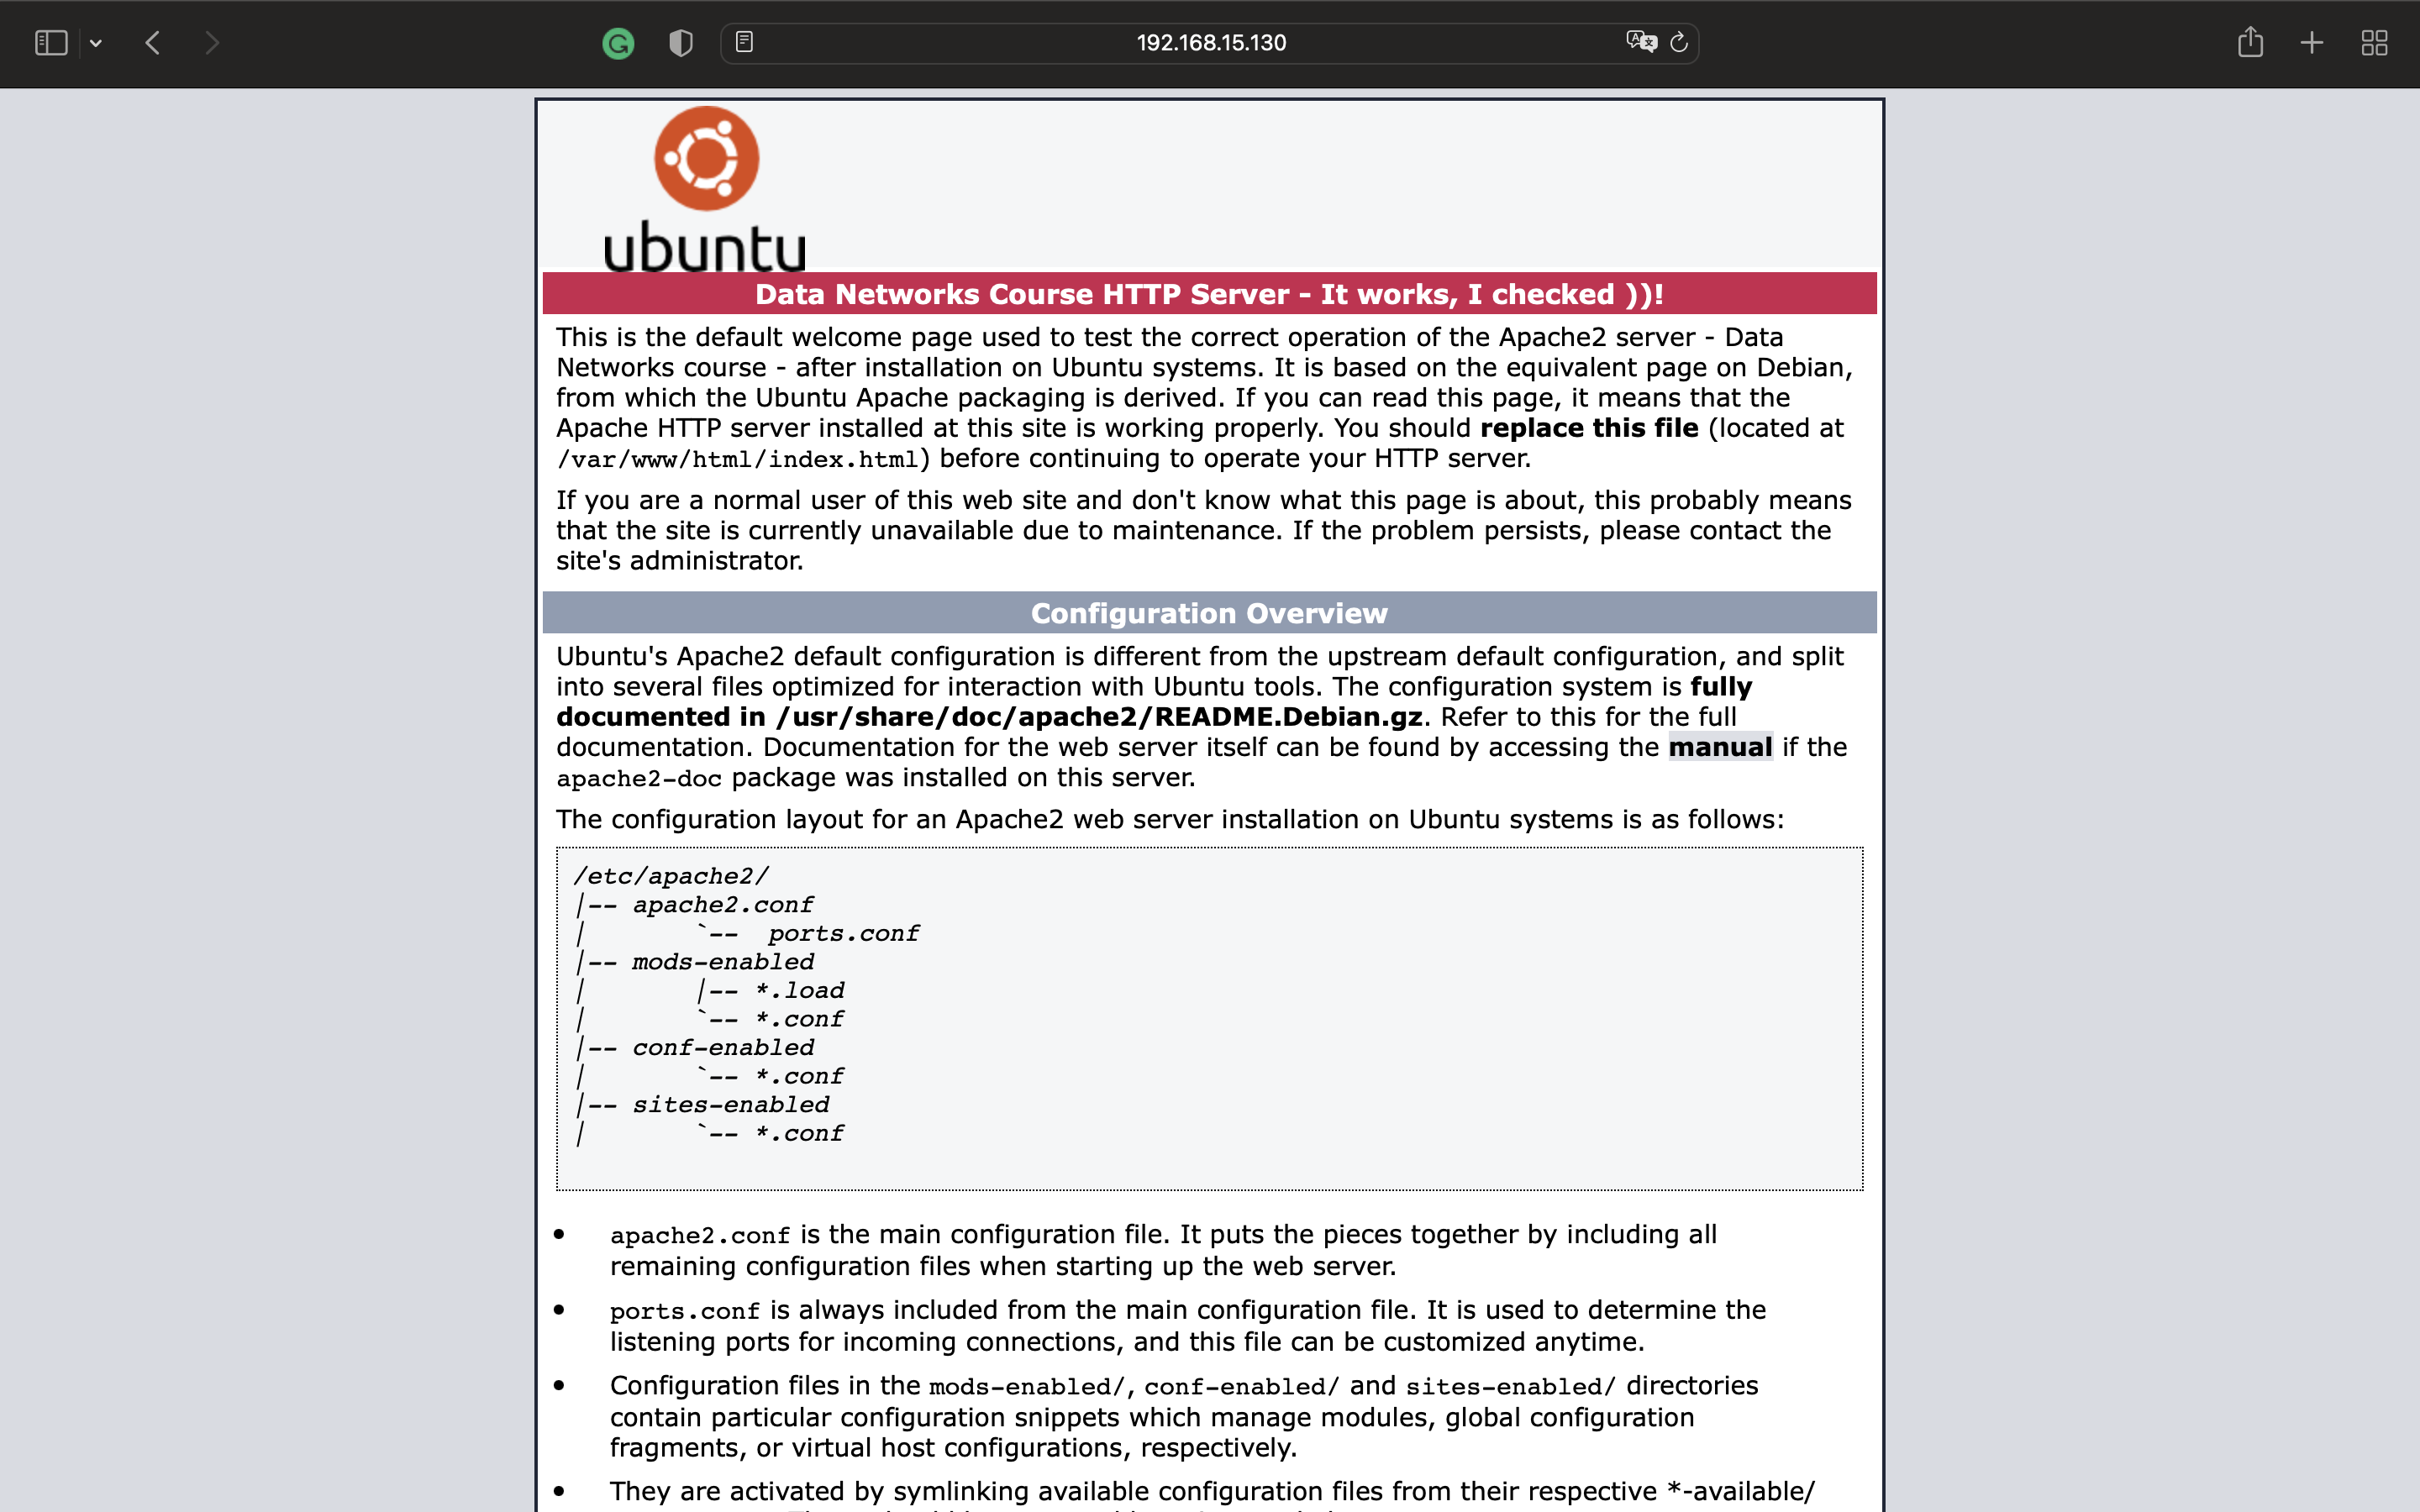 192.168.15.130
ubuntu
Data Networks Course HTTP Server - It works, I checked ))!
This is the default welcome page used to test the correct operation of the Apache2 server - Data
Networks course - after installation on Ubuntu systems. It is based on the equivalent page on Debian,
from which the Ubuntu Apache packaging is derived. If you can read this page, it means that the
Apache HTTP server installed at this site is working properly. You should replace this file (located at
/var/www/html/index.html) before continuing to operate your HTTP server.
If you are a normal user of this web site and don't know what this page is about, this probably means
that the site is currently unavailable due to maintenance. If the problem persists, please contact the
site's administrator.
Configuration Overview
Ubuntu's Apache2 default configuration is different from the upstream default configuration, and split
into several files optimized for interaction with Ubuntu tools. The configuration system is fully
documented in /usr/share/doc/apache2/README.Debian.gz. Refer to this for the full
documentation. Documentation for the web server itself can be found by accessing the manual if the
apache2-doc package was installed on this server.
The configuration layout for an Apache2 web server installation on Ubuntu systems is as follows:
/etc/apache2/
|-- apache2.conf
|       `--  ports.conf
|-- mods-enabled
|       |-- *.load
|       `-- *.conf
|-- conf-enabled
|       `-- *.conf
|-- sites-enabled
|       `-- *.conf
• apache2.conf is the main configuration file. It puts the pieces together by including all
remaining configuration files when starting up the web server.
• ports.conf is always included from the main configuration file. It is used to determine the
listening ports for incoming connections, and this file can be customized anytime.
• Configuration files in the mods-enabled/, conf-enabled/ and sites-enabled/ directories
contain particular configuration snippets which manage modules, global configuration
fragments, or virtual host configurations, respectively.
• They are activated by symlinking available configuration files from their respective *-available/